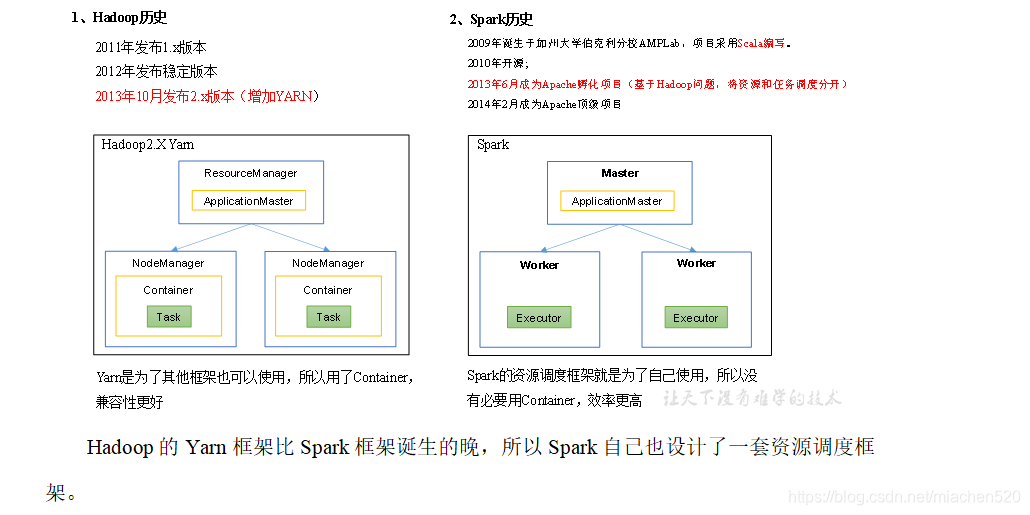 1、Hadoop历史
2011年发布1.x版本
2012年发布稳定版本
2013年10月发布2.x版本（增加YARN）
Hadoop2.X Yarn
ResourceManager
ApplicationMaster
NodeManager
Container
Task
NodeManager
Container
Task
Yarn是为了其他框架也可以使用，所以用了Container，
兼容性更好
2、Spark历史
2009年诞生于加州大学伯克利分校AMPLab，项目采用Scala编写。
2010年开源;
2013年6月成为Apache孵化项目（基于Hadoop问题，将资源和任务调度分开）
2014年2月成为Apache顶级项目
Spark
Master
ApplicationMaster
Worker
Executor
Worker
Executor
Spark的资源调度框架就是为了自己使用，所以没
有必要用Container，效率更高
让天下没有难学的技术
Hadoop 的 Yarn 框架比 Spark 框架诞生的晚，所以 Spark 自己也设计了一套资源调度框
架。
https://blog.csdn.net/miachen520